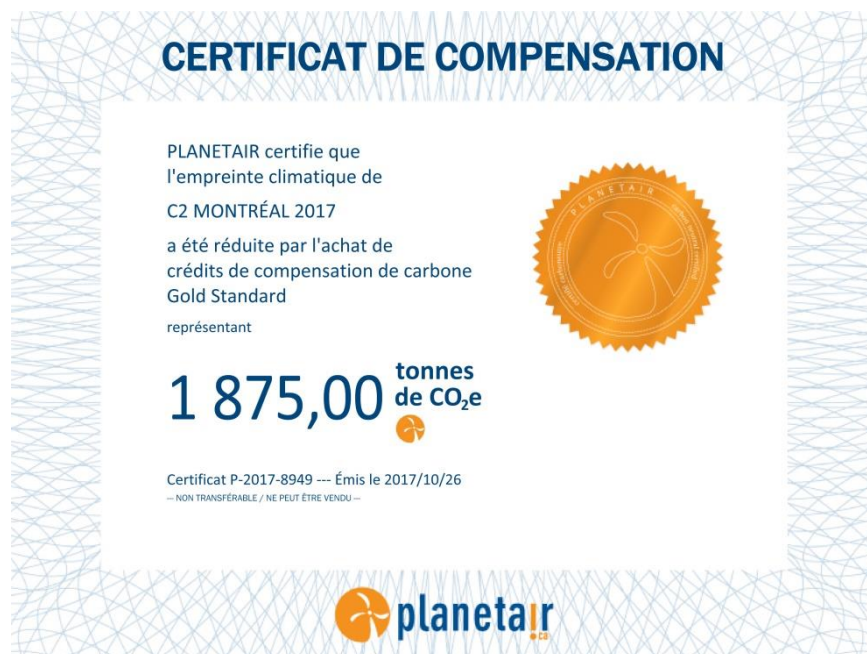 CERTIFICAT DE COMPENSATION
PLANETAIR certifie que
l'empreinte climatique de
C2 MONTRÉAL 2017
a été réduite par l'achat de
crédits de compensation de carbone
Gold Standard
représentant
1 875,00 tonnes
de CO₂e
Certificat P-2017-8949 --- Émis le 2017/10/26
— NON TRANSFÉRABLE / NE PEUT ÊTRE VENDU —
PLANETAIR
planetair
.ca